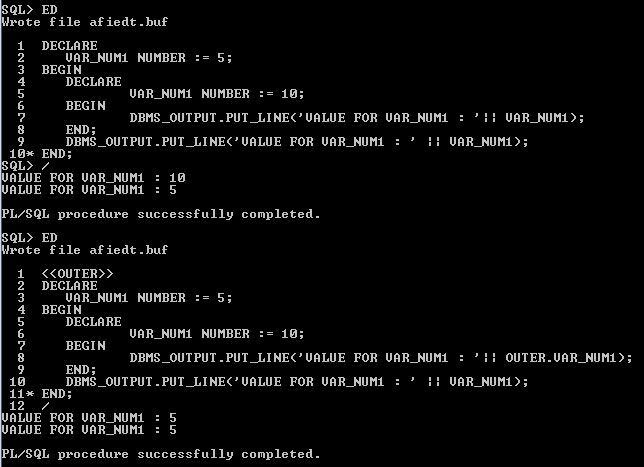 SQL> ED
Wrote file afiedt.buf
1 DECLARE
2 VAR_NUM1 NUMBER := 5;
3 BEGIN
4 DECLARE
5 VAR_NUM1 NUMBER := 10;
6 BEGIN
7 DBMS_OUTPUT.PUT_LINE('VALUE FOR VAR_NUM1 : '|| VAR_NUM1);
8 END;
9 DBMS_OUTPUT.PUT_LINE('VALUE FOR VAR_NUM1 : ' || VAR_NUM1);
10* END;
SQL> /
VALUE FOR VAR_NUM1 : 10
VALUE FOR VAR_NUM1 : 5
PL/SQL procedure successfully completed.
SQL> ED
Wrote file afiedt.buf
1 <<OUTER>>
2 DECLARE
3 VAR_NUM1 NUMBER := 5;
4 BEGIN
5 DECLARE
6 VAR_NUM1 NUMBER := 10;
7 BEGIN
8 DBMS_OUTPUT.PUT_LINE('VALUE FOR VAR_NUM1 : '|| OUTER.VAR_NUM1);
9 END;
10 DBMS_OUTPUT.PUT_LINE('VALUE FOR VAR_NUM1 : ' || VAR_NUM1);
11* END;
12 /
VALUE FOR VAR_NUM1 : 5
VALUE FOR VAR_NUM1 : 5
PL/SQL procedure successfully completed.